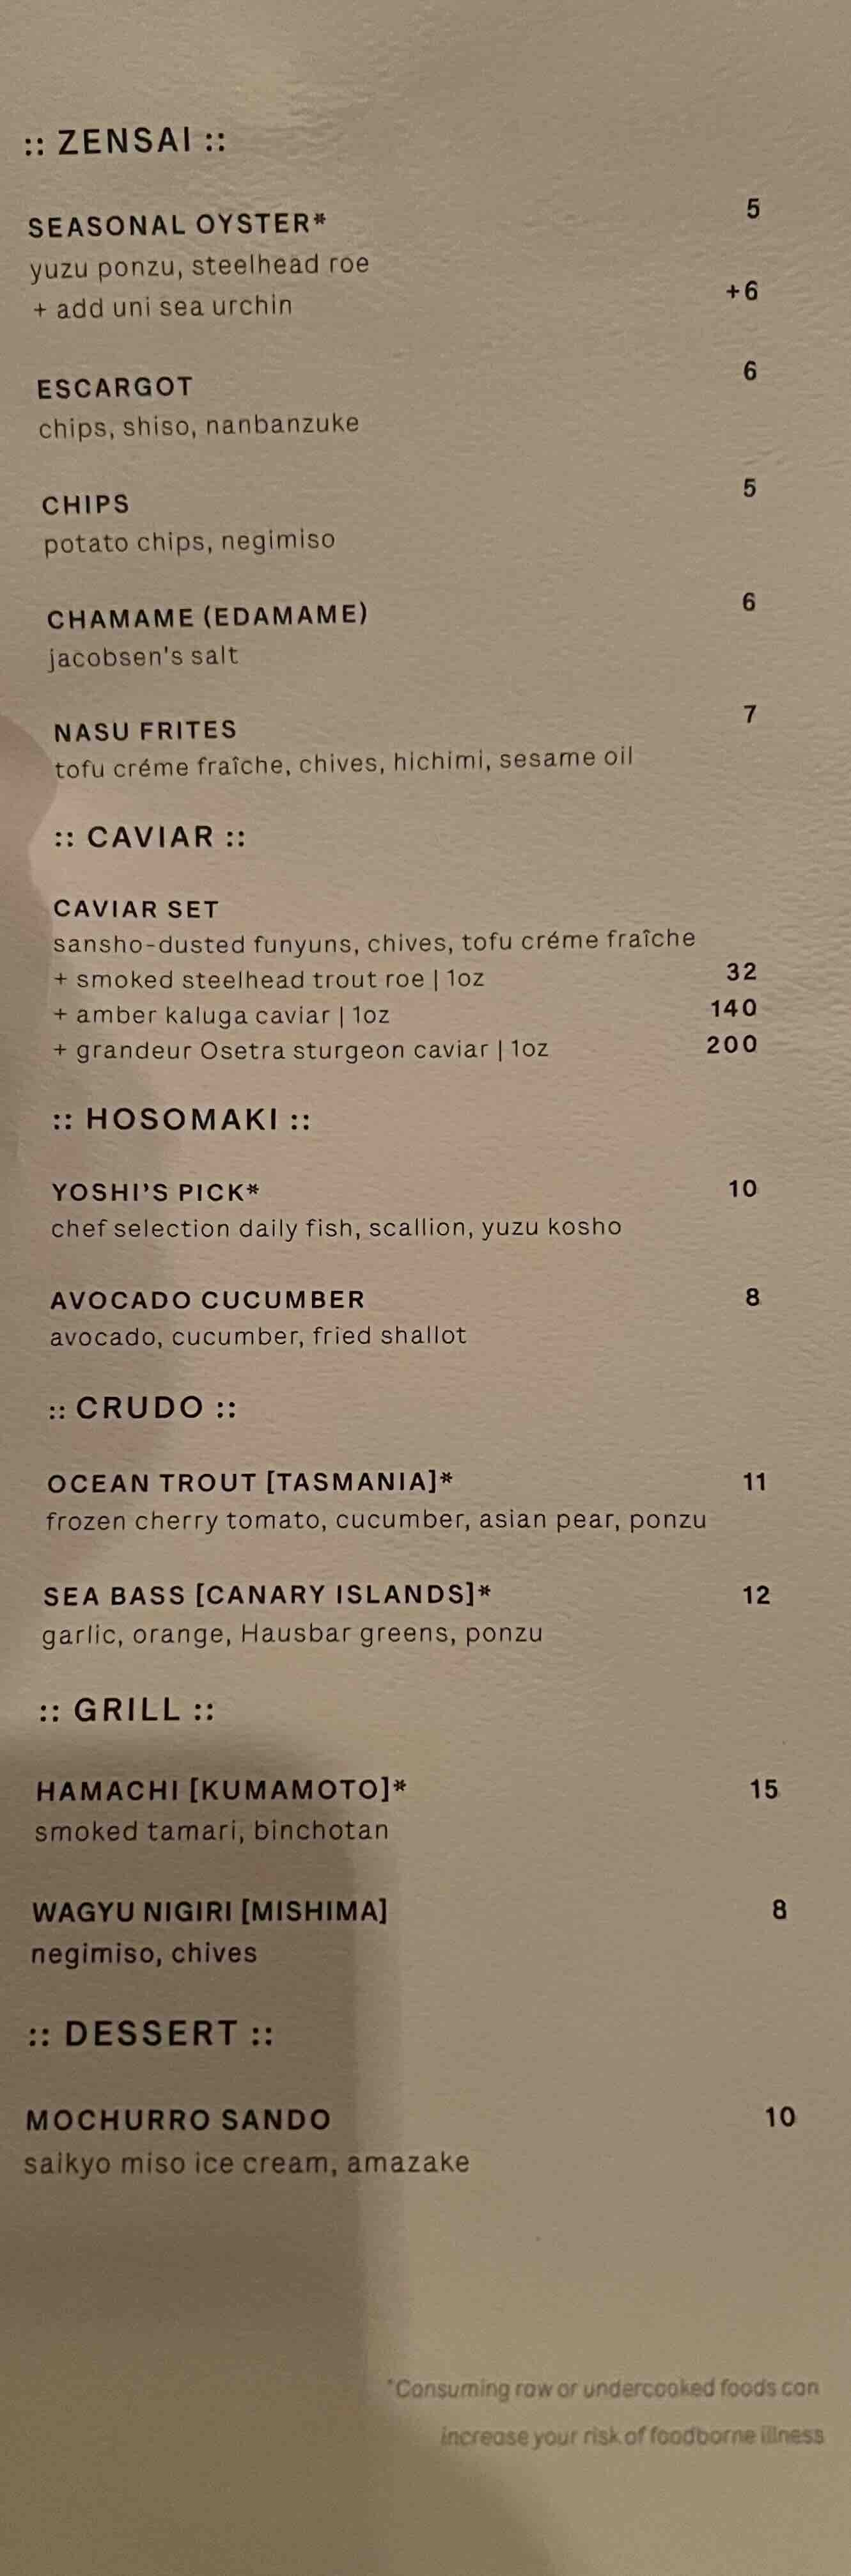 :: ZENSAI ::
SEASONAL OYSTER* 5
yuzu ponzu, steelhead roe
+ add uni sea urchin +6
ESCARGOT 6
chips, shiso, nanbanzuke
CHIPS 5
potato chips, negimiso
CHAMAME (EDAMAME) 6
jacobsen's salt
NASU FRITES 7
tofu créme fraîche, chives, hichimi, sesame oil
:: CAVIAR ::
CAVIAR SET
sansho-dusted funyuns, chives, tofu créme fraîche
+ smoked steelhead trout roe | 1oz 32
+ amber kaluga caviar | 1oz 140
+ grandeur Osetra sturgeon caviar | 1oz 200
:: HOSOMAKI ::
YOSHI'S PICK* 10
chef selection daily fish, scallion, yuzu kosho
AVOCADO CUCUMBER 8
avocado, cucumber, fried shallot
:: CRUDO ::
OCEAN TROUT [TASMANIA]* 11
frozen cherry tomato, cucumber, asian pear, ponzu
SEA BASS [CANARY ISLANDS]* 12
garlic, orange, Hausbar greens, ponzu
:: GRILL ::
HAMACHI [KUMAMOTO]* 15
smoked tamari, binchotan
WAGYU NIGIRI [MISHIMA] 8
negimiso, chives
:: DESSERT ::
MOCHURRO SANDO 10
saikyo miso ice cream, amazake
*Consuming raw or undercooked foods can
increase your risk of foodborne illness